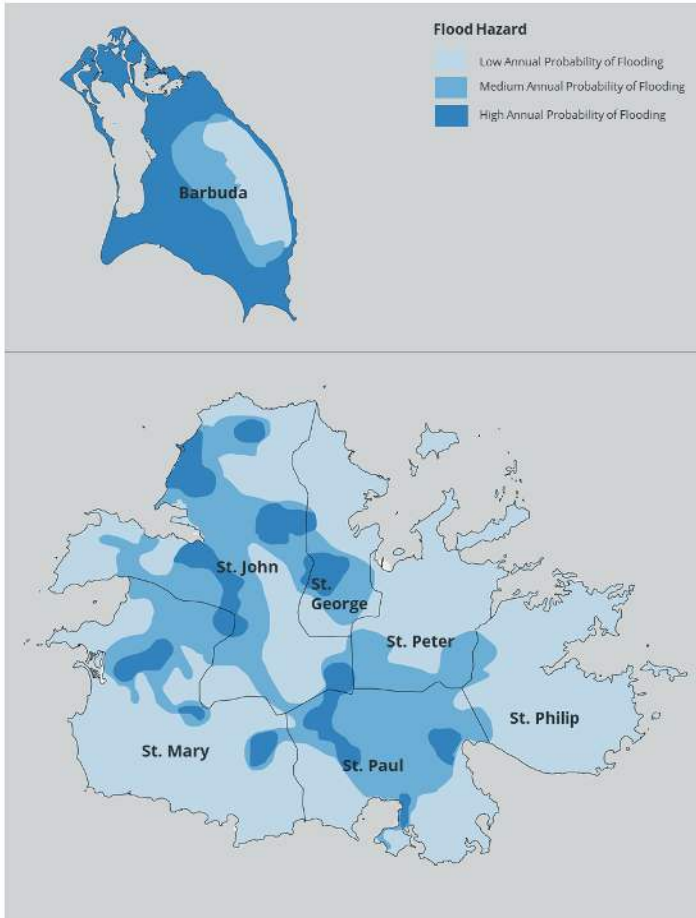 Flood Hazard
Low Annual Probability of Flooding
Medium Annual Probability of Flooding
High Annual Probability of Flooding
Barbuda
St. John
St.
George
St. Peter
St. Philip
St. Mary
St. Paul